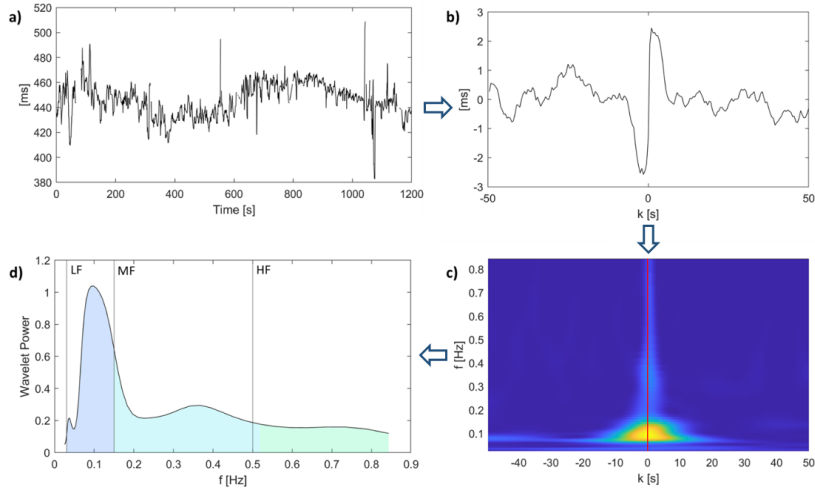 a)
520
500
480
460
440
420
400
380
[ms]
0 200 400 600 800 1000 1200
Time [s]
b)
3
2
1
0
-1
-2
-3
[ms]
-50 0 50
k [s]
d)
1.2
1
0.8
0.6
0.4
0.2
0
Wavelet Power
LF MF HF
0 0.1 0.2 0.3 0.4 0.5 0.6 0.7 0.8 0.9
f [Hz]
c)
0.8
0.7
0.6
0.5
0.4
0.3
0.2
0.1
f [Hz]
-40 -30 -20 -10 0 10 20 30 40 50
k [s]